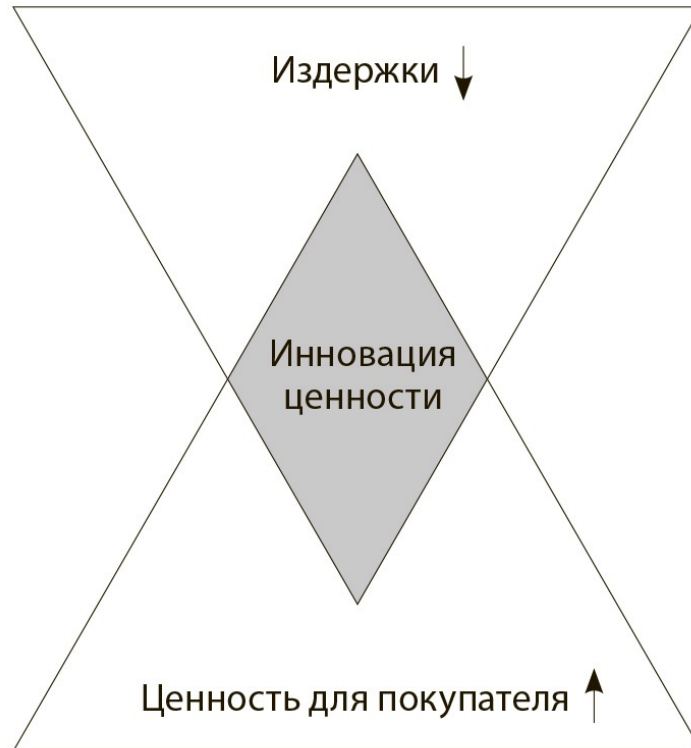 Издержки ↓
Инновация
ценности
Ценность для покупателя ↑